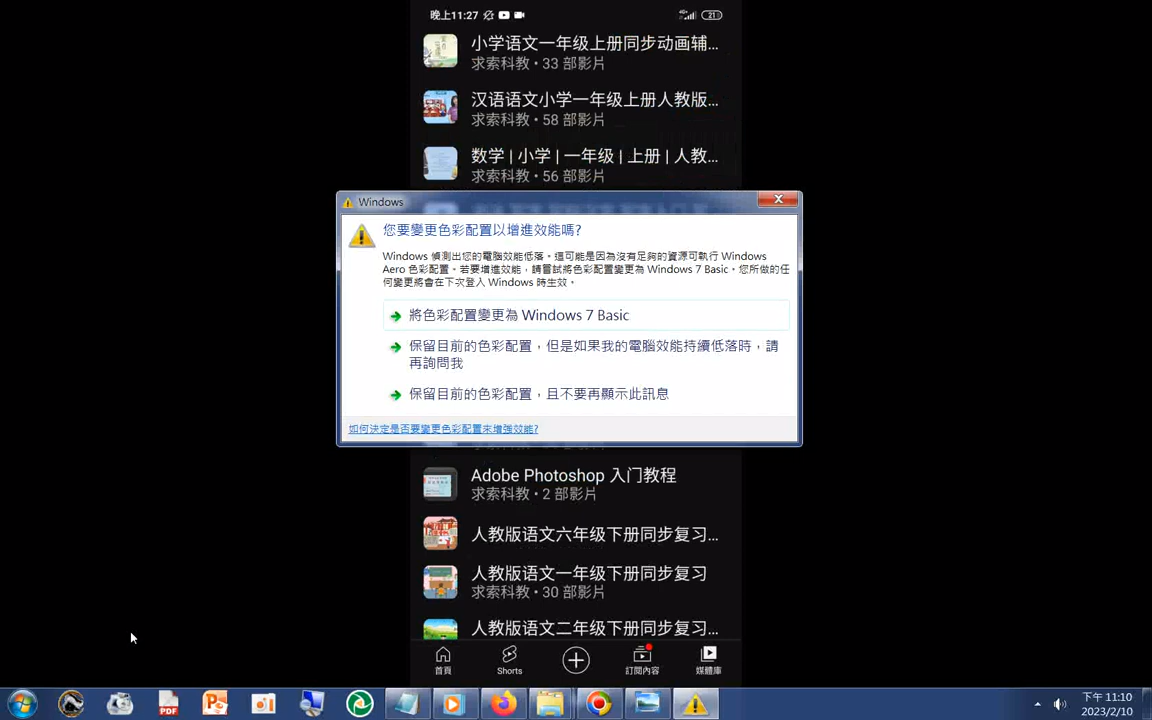 晚上11:27
4G
21
小学语文一年级上册同步动画辅...
求索科教 • 33 部影片
汉语语文小学一年级上册人教版...
求索科教 • 58 部影片
数学 | 小学 | 一年级 | 上册 | 人教...
求索科教 • 56 部影片
Windows
您要變更色彩配置以增進效能嗎?
Windows 偵測出您的電腦效能低落。這可能是因為沒有足夠的資源可執行 Windows
Aero 色彩配置。若要增進效能，請嘗試將色彩配置變更為 Windows 7 Basic。您所做的任
何變更將會在下次登入 Windows 時生效。
將色彩配置變更為 Windows 7 Basic
保留目前的色彩配置，但是如果我的電腦效能持續低落時，請
再詢問我
保留目前的色彩配置，且不要再顯示此訊息
如何決定是否要變更色彩配置來增強效能?
Adobe Photoshop 入门教程
求索科教 • 2 部影片
人教版语文六年级下册同步复习...
人教版语文一年级下册同步复习
求索科教 • 30 部影片
人教版语文二年级下册同步复习...
首頁
Shorts
訂閱內容
媒體庫
PDF
下午 11:10
2023/2/10